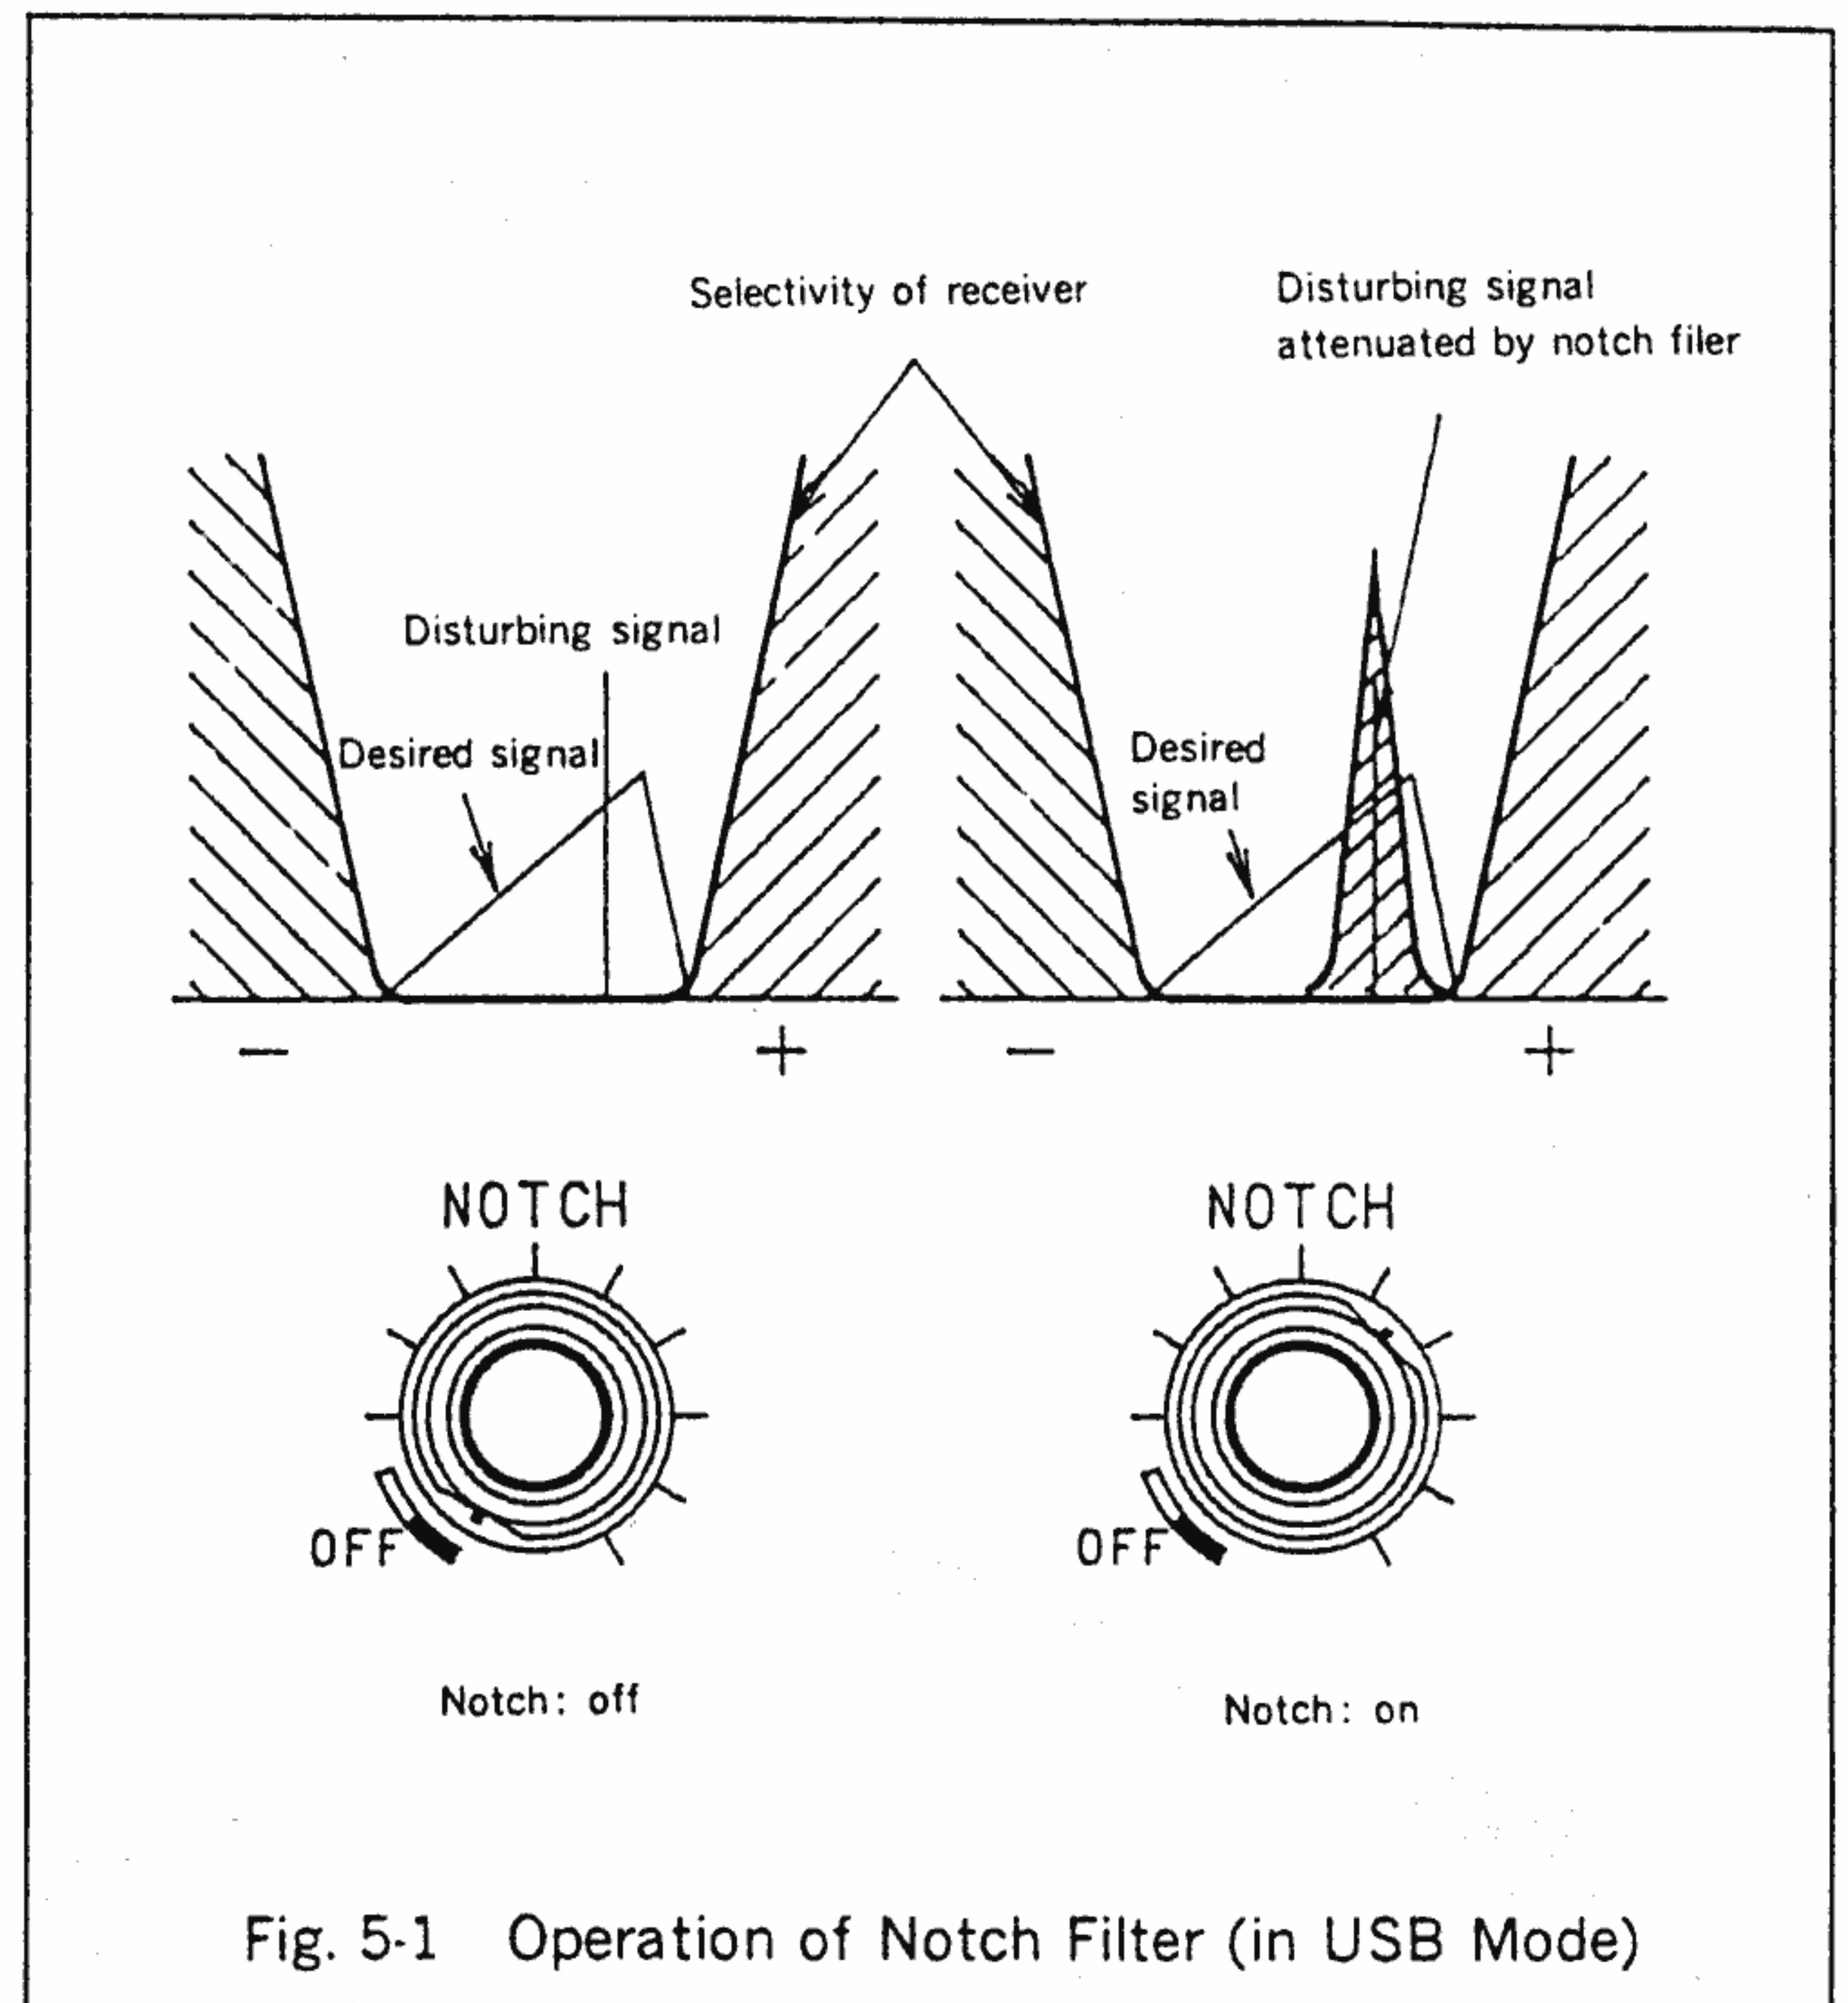 Selectivity of receiver
Disturbing signal
attenuated by notch filer
Disturbing signal
Desired signal
Desired
signal
− +
− +
NOTCH
NOTCH
OFF
OFF
Notch: off
Notch: on
Fig. 5-1 Operation of Notch Filter (in USB Mode)